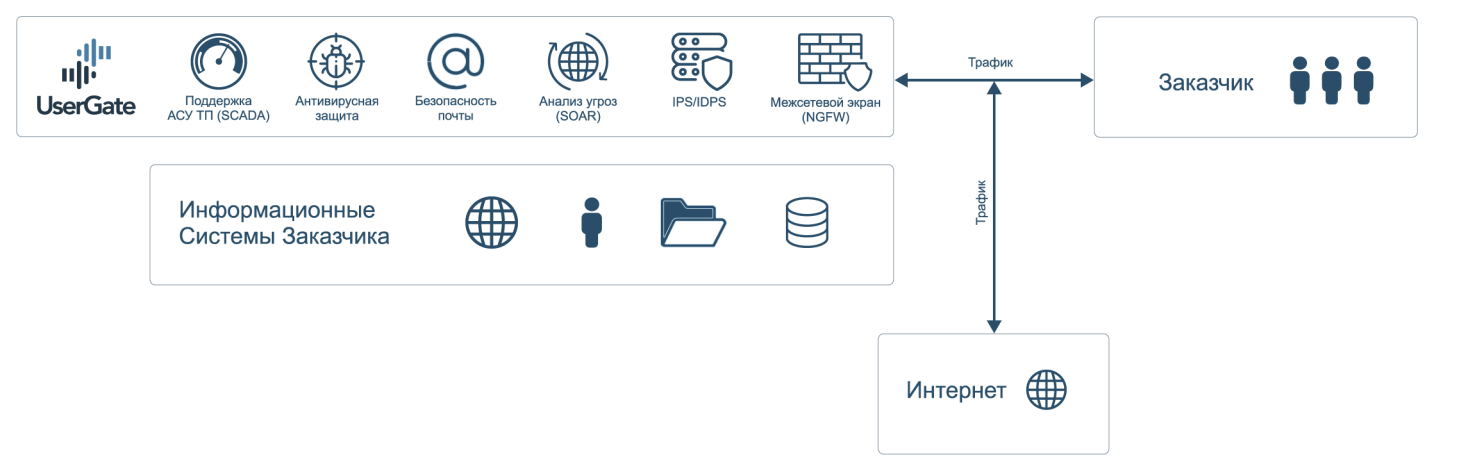 UserGate
Поддержка
АСУ ТП (SCADA)
Антивирусная
защита
Безопасность
почты
Анализ угроз
(SOAR)
IPS/IDPS
Межсетевой экран
(NGFW)
Трафик
Заказчик
Информационные
Системы Заказчика
Трафик
Интернет